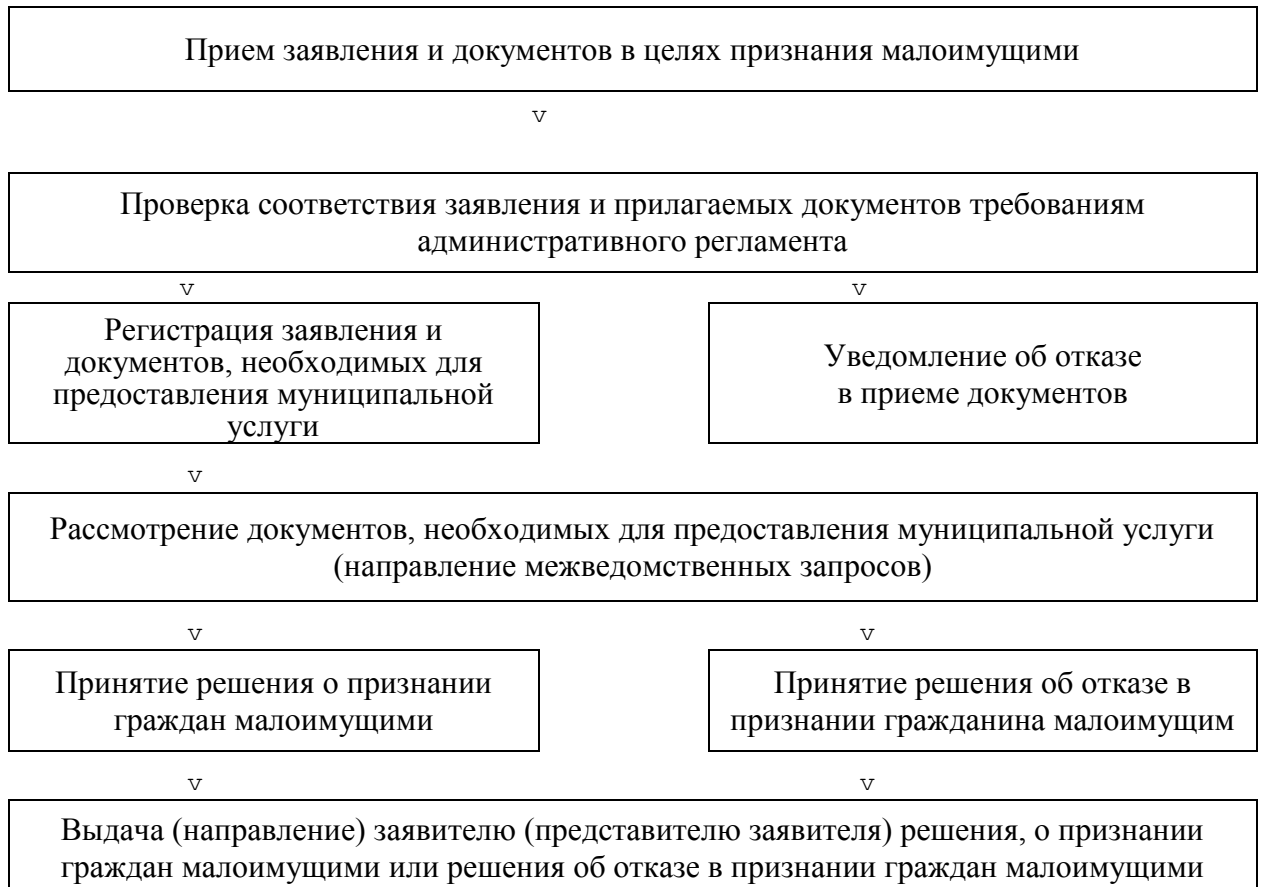 Прием заявления и документов в целях признания малоимущими
v
Проверка соответствия заявления и прилагаемых документов требованиям
административного регламента
v v
Регистрация заявления и
документов, необходимых для
предоставления муниципальной
услуги
Уведомление об отказе
в приеме документов
v
Рассмотрение документов, необходимых для предоставления муниципальной услуги
(направление межведомственных запросов)
v v
Принятие решения о признании
граждан малоимущими
Принятие решения об отказе в
признании гражданина малоимущим
v v
Выдача (направление) заявителю (представителю заявителя) решения, о признании
граждан малоимущими или решения об отказе в признании граждан малоимущими